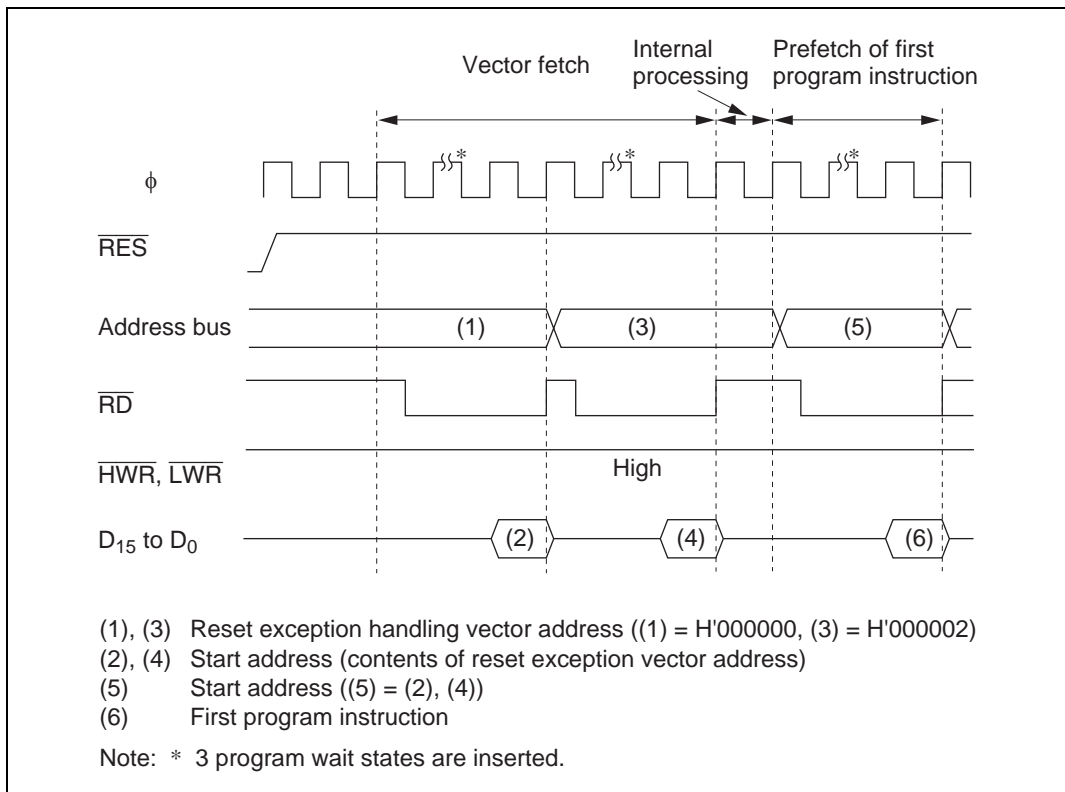 Vector fetch
Internal processing
Prefetch of first program instruction
* * *
φ
RES
Address bus (1) (3) (5)
RD
HWR, LWR High
D15 to D0 (2) (4) (6)
(1), (3) Reset exception handling vector address ((1) = H'000000, (3) = H'000002)
(2), (4) Start address (contents of reset exception vector address)
(5) Start address ((5) = (2), (4))
(6) First program instruction
Note: * 3 program wait states are inserted.